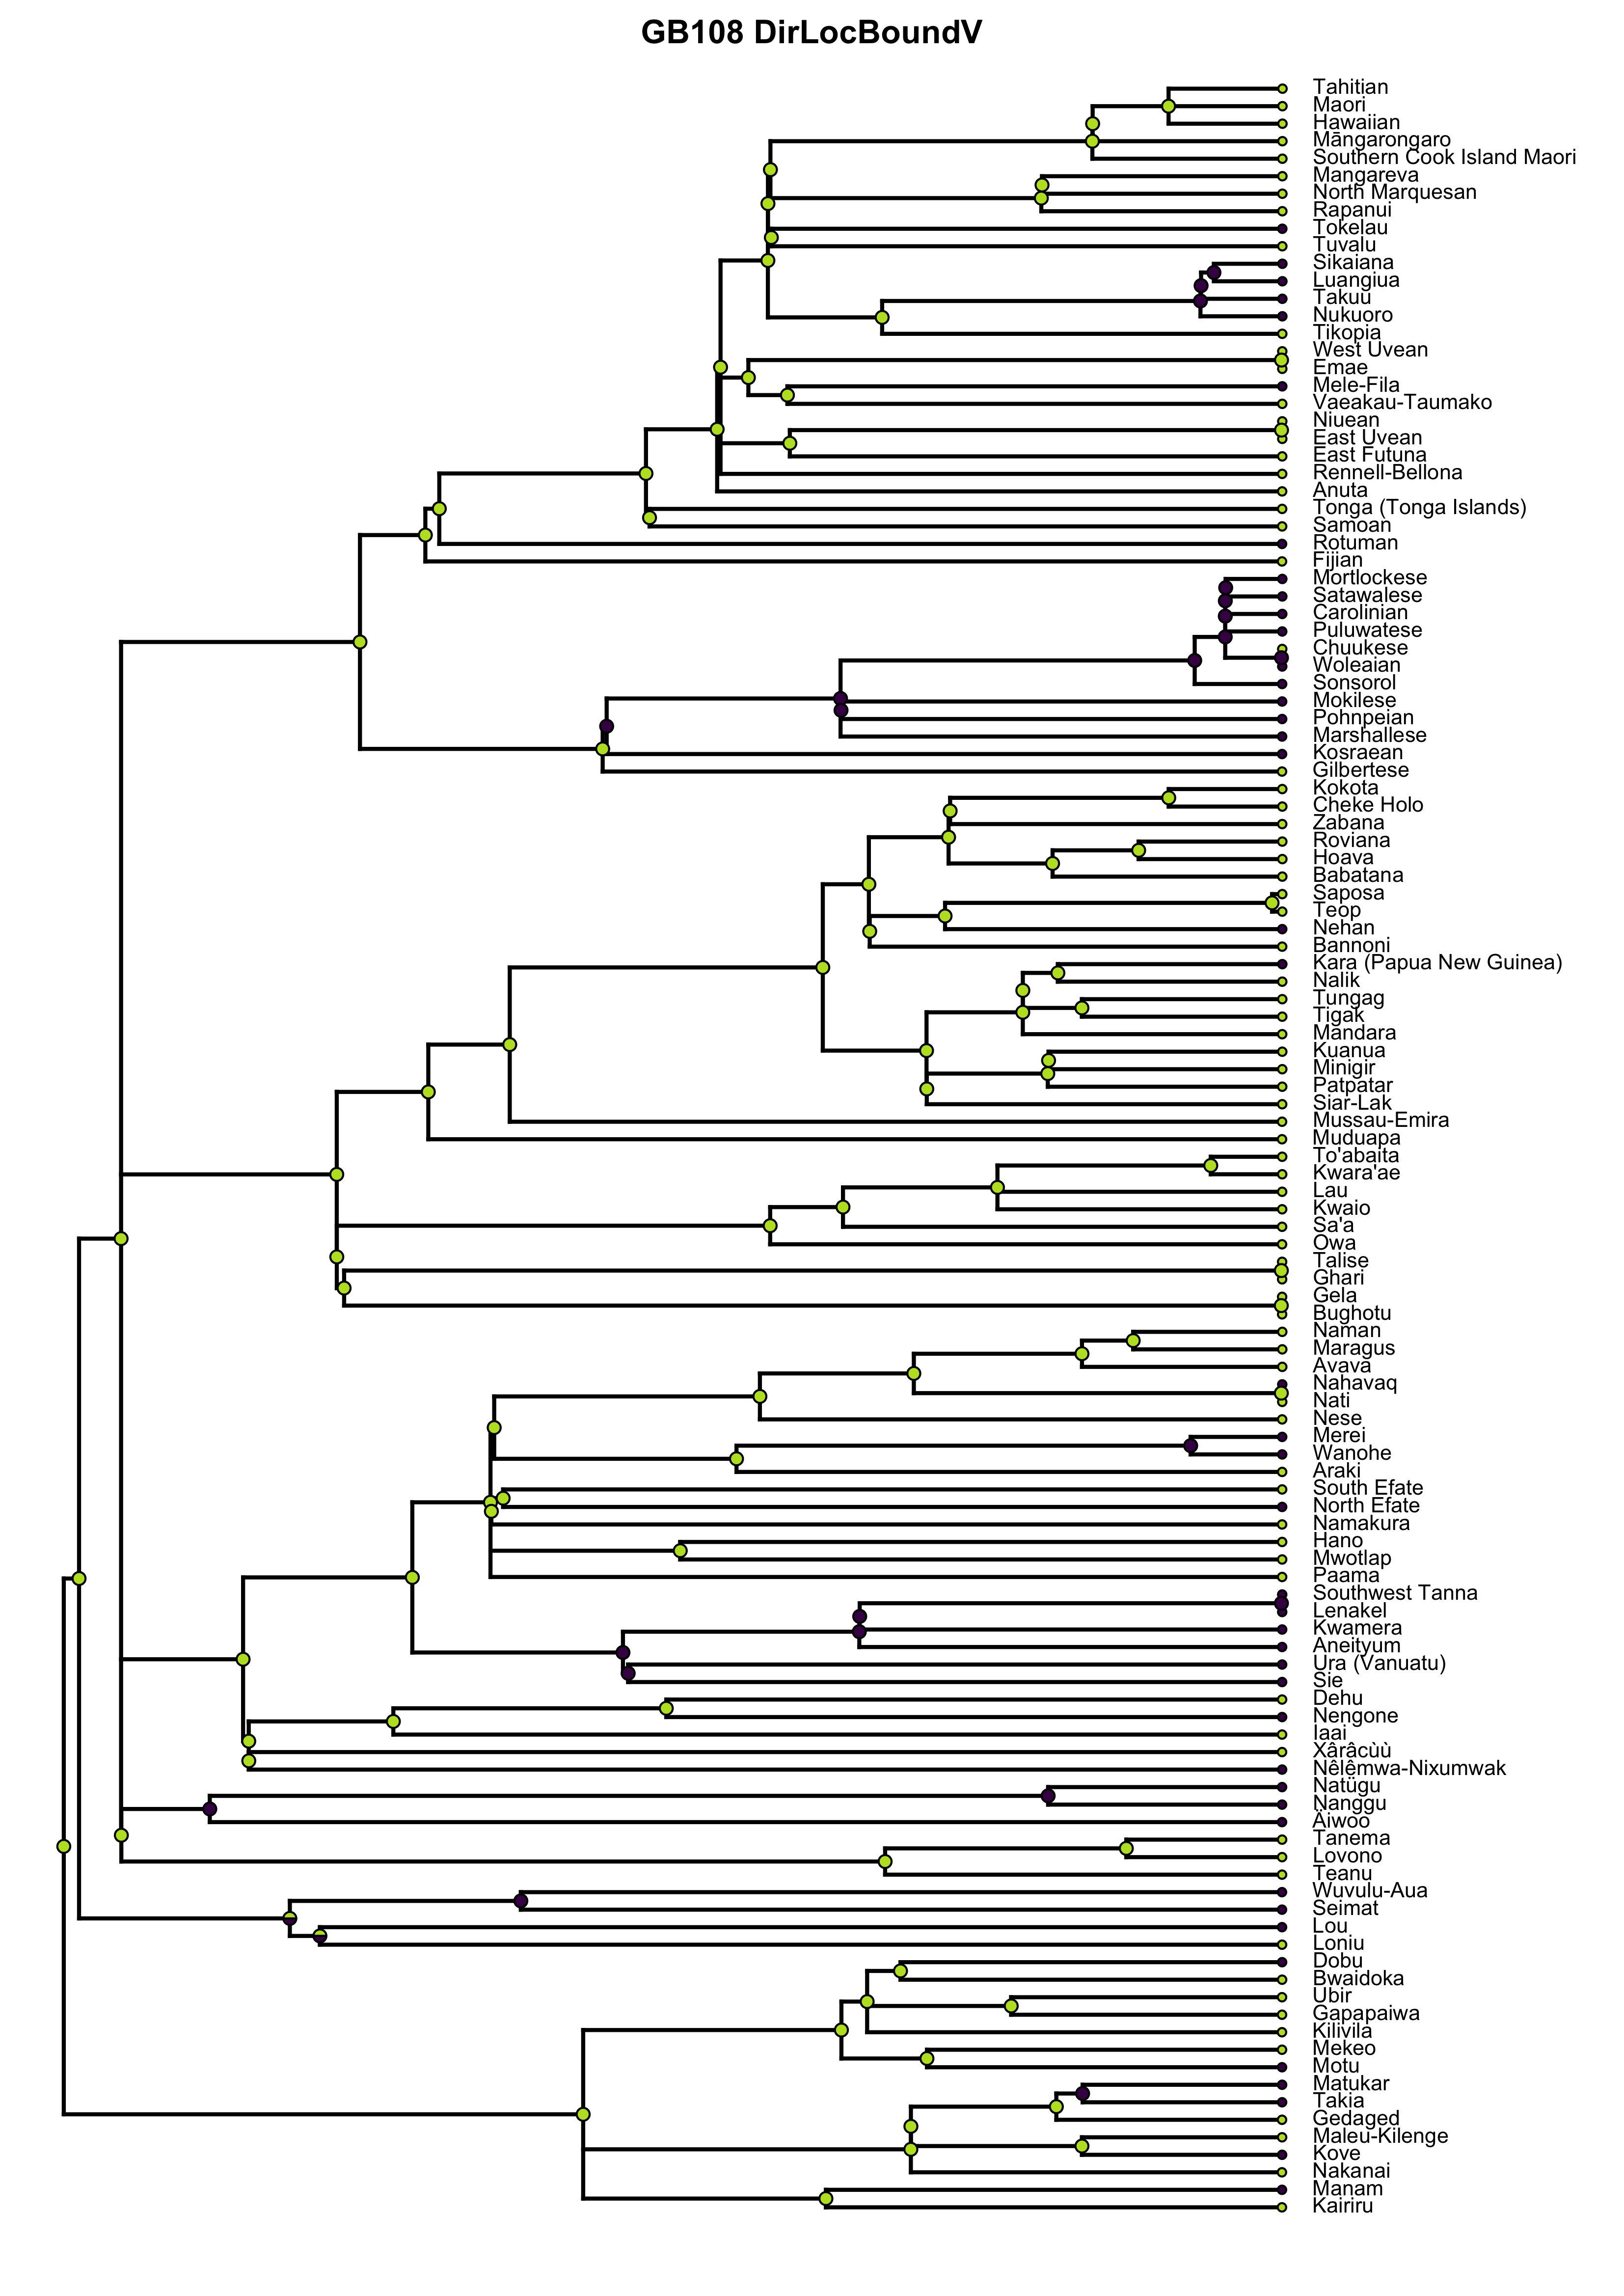 GB108 DirLocBoundV
Tahitian
Maori
Hawaiian
Māngarongaro
Southern Cook Island Maori
Mangareva
North Marquesan
Rapanui
Tokelau
Tuvalu
Sikaiana
Luangiua
Takuu
Nukuoro
Tikopia
West Uvean
Emae
Mele-Fila
Vaeakau-Taumako
Niuean
East Uvean
East Futuna
Rennell-Bellona
Anuta
Tonga (Tonga Islands)
Samoan
Rotuman
Fijian
Mortlockese
Satawalese
Carolinian
Puluwatese
Chuukese
Woleaian
Sonsorol
Mokilese
Pohnpeian
Marshallese
Kosraean
Gilbertese
Kokota
Cheke Holo
Zabana
Roviana
Hoava
Babatana
Saposa
Teop
Nehan
Bannoni
Kara (Papua New Guinea)
Nalik
Tungag
Tigak
Mandara
Kuanua
Minigir
Patpatar
Siar-Lak
Mussau-Emira
Muduapa
To'abaita
Kwara'ae
Lau
Kwaio
Sa'a
Owa
Talise
Ghari
Gela
Bughotu
Naman
Maragus
Avava
Nahavaq
Nati
Nese
Merei
Wanohe
Araki
South Efate
North Efate
Namakura
Hano
Mwotlap
Paama
Southwest Tanna
Lenakel
Kwamera
Aneityum
Ura (Vanuatu)
Sie
Dehu
Nengone
Iaai
Xârâcùù
Nêlêmwa-Nixumwak
Natügu
Nanggu
Äiwoo
Tanema
Lovono
Teanu
Wuvulu-Aua
Seimat
Lou
Loniu
Dobu
Bwaidoka
Ubir
Gapapaiwa
Kilivila
Mekeo
Motu
Matukar
Takia
Gedaged
Maleu-Kilenge
Kove
Nakanai
Manam
Kairiru